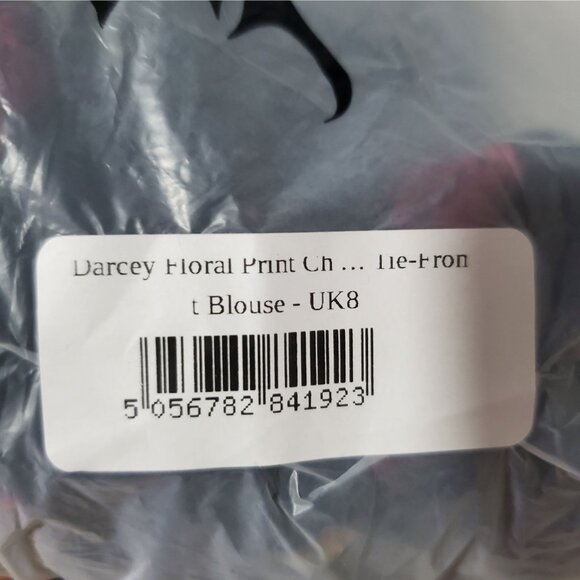 Darcey Floral Print Ch ... Tie-Fron
t Blouse - UK8
5 056782 841923